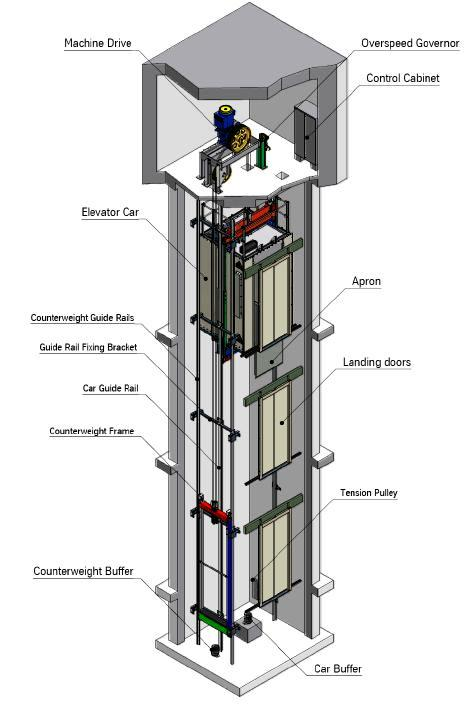 Machine Drive
Overspeed Governor
Control Cabinet
Elevator Car
Apron
Counterweight Guide Rails
Guide Rail Fixing Bracket
Landing doors
Car Guide Rail
Counterweight Frame
Tension Pulley
Counterweight Buffer
Car Buffer